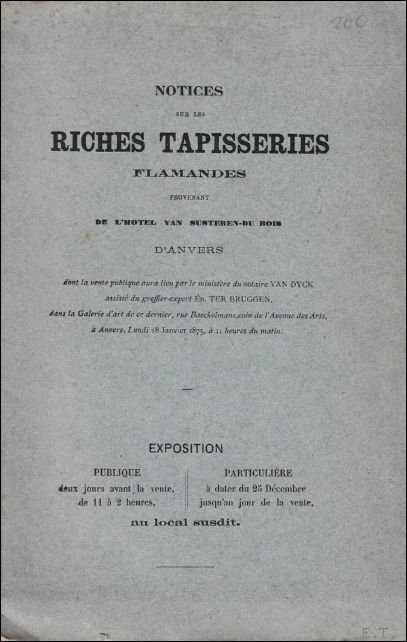 200
NOTICES
SUR LES
RICHES TAPISSERIES
FLAMANDES
PROVENANT
DE L'HOTEL VAN SUSTEREN-DU BOIS
D'ANVERS
dont la vente publique aura lieu par le ministère du notaire VAN DYCK
assisté du greffier-expert ÉD. TER BRUGGEN,
dans la Galerie d'art de ce dernier, rue Baeckelmans, coin de l'Avenue des Arts,
à Anvers, Lundi 18 Janvier 1875, à 11 heures du matin.
EXPOSITION
PUBLIQUE
deux jours avant la vente,
de 11 à 2 heures,
PARTICULIÈRE
à dater du 25 Décembre
jusqu'au jour de la vente,
au local susdit.
E.T.